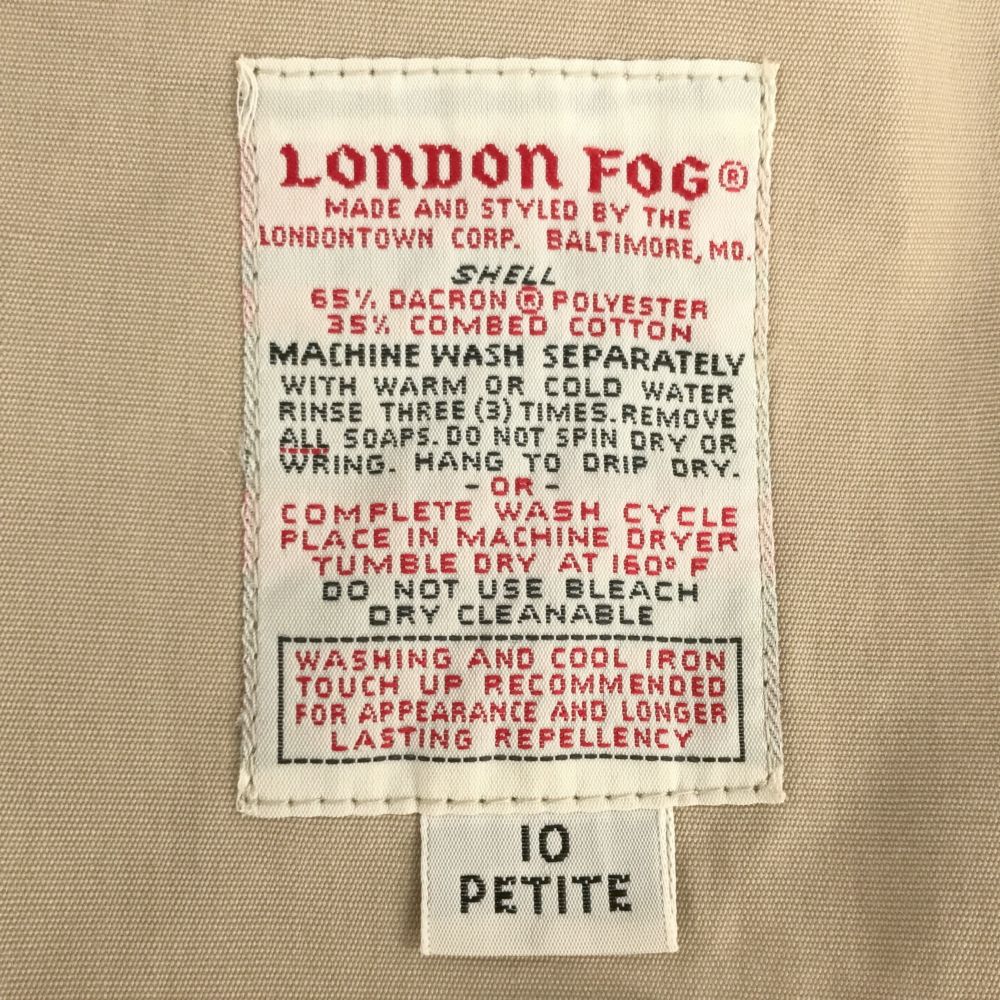 LONDON FOG®
MADE AND STYLED BY THE
LONDONTOWN CORP. BALTIMORE, MD.
SHELL
65% DACRON ® POLYESTER
35% COMBED COTTON
MACHINE WASH SEPARATELY
WITH WARM OR COLD WATER
RINSE THREE (3) TIMES. REMOVE
ALL SOAPS. DO NOT SPIN DRY OR
WRING. HANG TO DRIP DRY.
- OR -
COMPLETE WASH CYCLE
PLACE IN MACHINE DRYER
TUMBLE DRY AT 160° F
DO NOT USE BLEACH
DRY CLEANABLE
WASHING AND COOL IRON
TOUCH UP RECOMMENDED
FOR APPEARANCE AND LONGER
LASTING REPELLENCY
10
PETITE